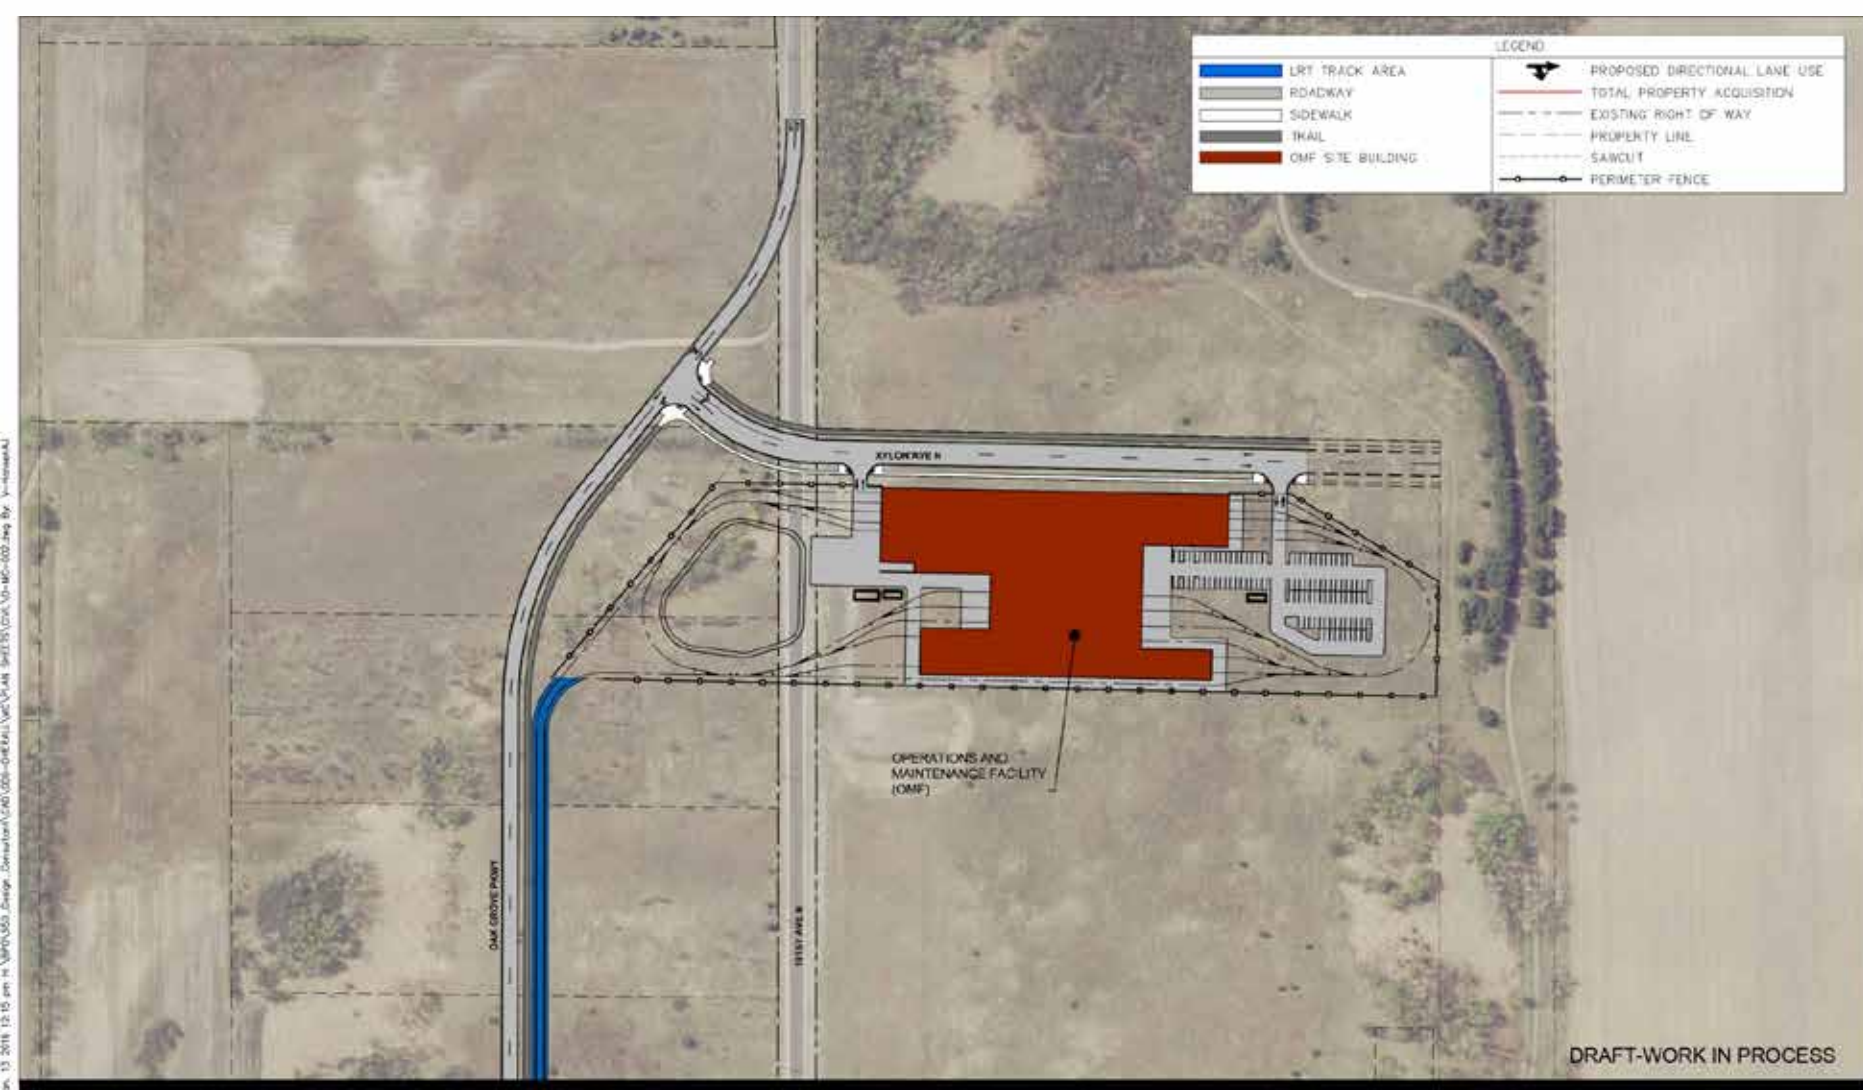 LEGEND
LRT TRACK AREA
ROADWAY
SIDEWALK
TRAIL
OMF SITE BUILDING
PROPOSED DIRECTIONAL LANE USE
TOTAL PROPERTY ACQUISITION
EXISTING RIGHT OF WAY
PROPERTY LINE
SAWCUT
PERIMETER FENCE
XYLON AVE N
OPERATIONS AND
MAINTENANCE FACILITY
(OMF)
OAK GROVE PKWY
101ST AVE N
DRAFT-WORK IN PROCESS